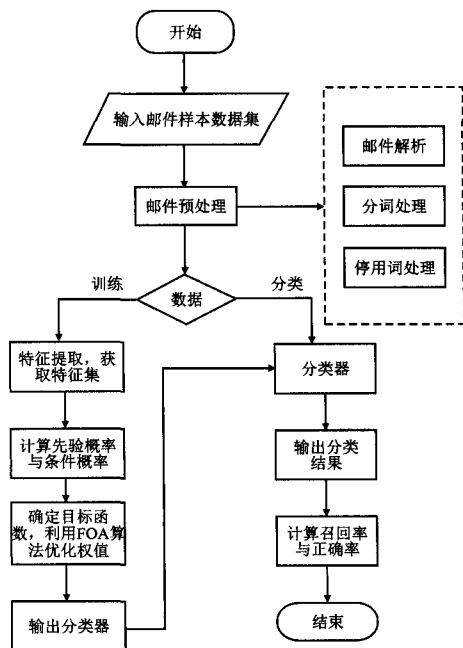 开始
输入邮件样本数据集
邮件预处理
邮件解析
分词处理
停用词处理
数据
训练
分类
特征提取，获
取特征集
计算先验概率
与条件概率
确定目标函
数，利用FOA算
法优化权值
输出分类器
分类器
输出分类
结果
计算召回率
与正确率
结束